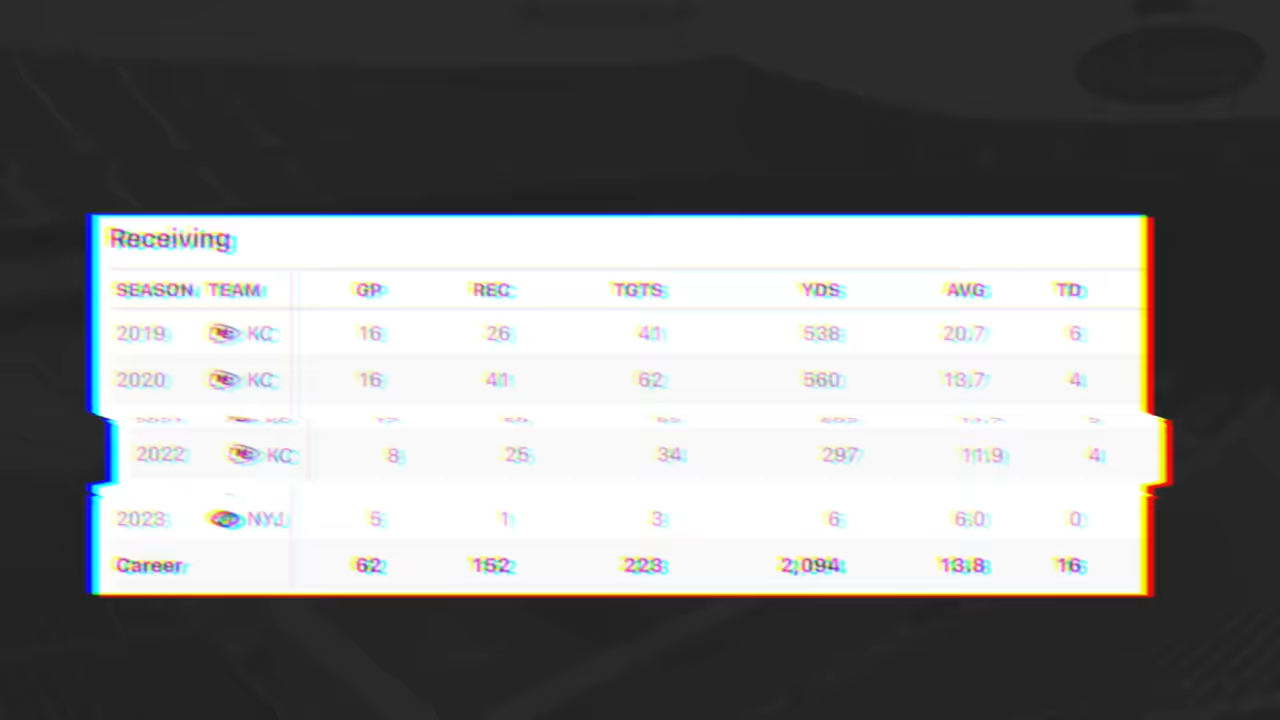 Receiving
SEASON TEAM GP REC TGTS YDS AVG TD
2019 KC 16 26 41 538 20.7 6
2020 KC 16 41 62 560 13.7 4
2022 KC 8 25 34 297 11.9 4
2023 NYJ 5 1 3 6 6.0 0
Career 62 152 223 2,094 13.8 16